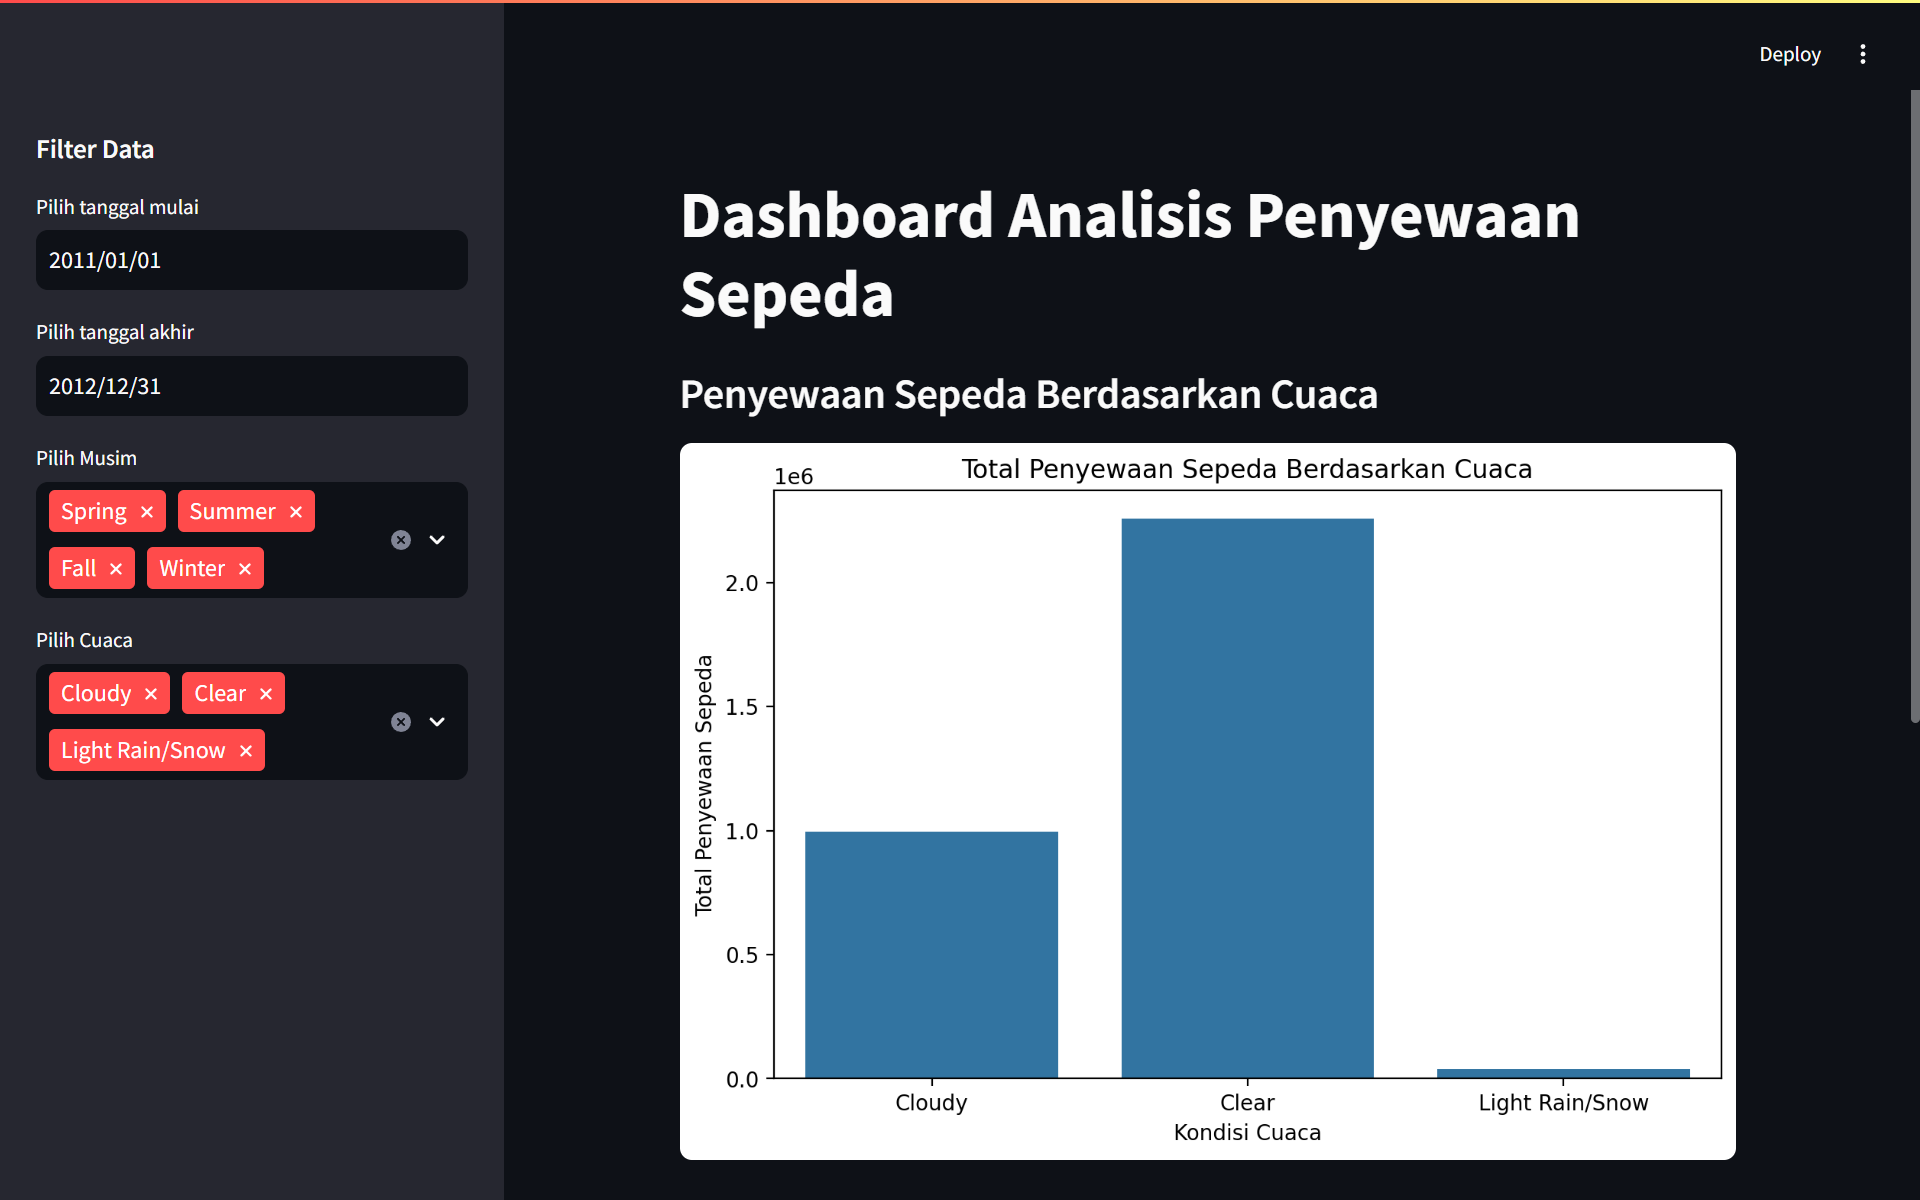 Deploy
Filter Data
Pilih tanggal mulai
2011/01/01
Pilih tanggal akhir
2012/12/31
Pilih Musim
Spring
Summer
Fall
Winter
Pilih Cuaca
Cloudy
Clear
Light Rain/Snow
Dashboard Analisis Penyewaan
Sepeda
Penyewaan Sepeda Berdasarkan Cuaca
Total Penyewaan Sepeda Berdasarkan Cuaca
1e6
2.0
1.5
1.0
0.5
0.0
Total Penyewaan Sepeda
Cloudy
Clear
Light Rain/Snow
Kondisi Cuaca